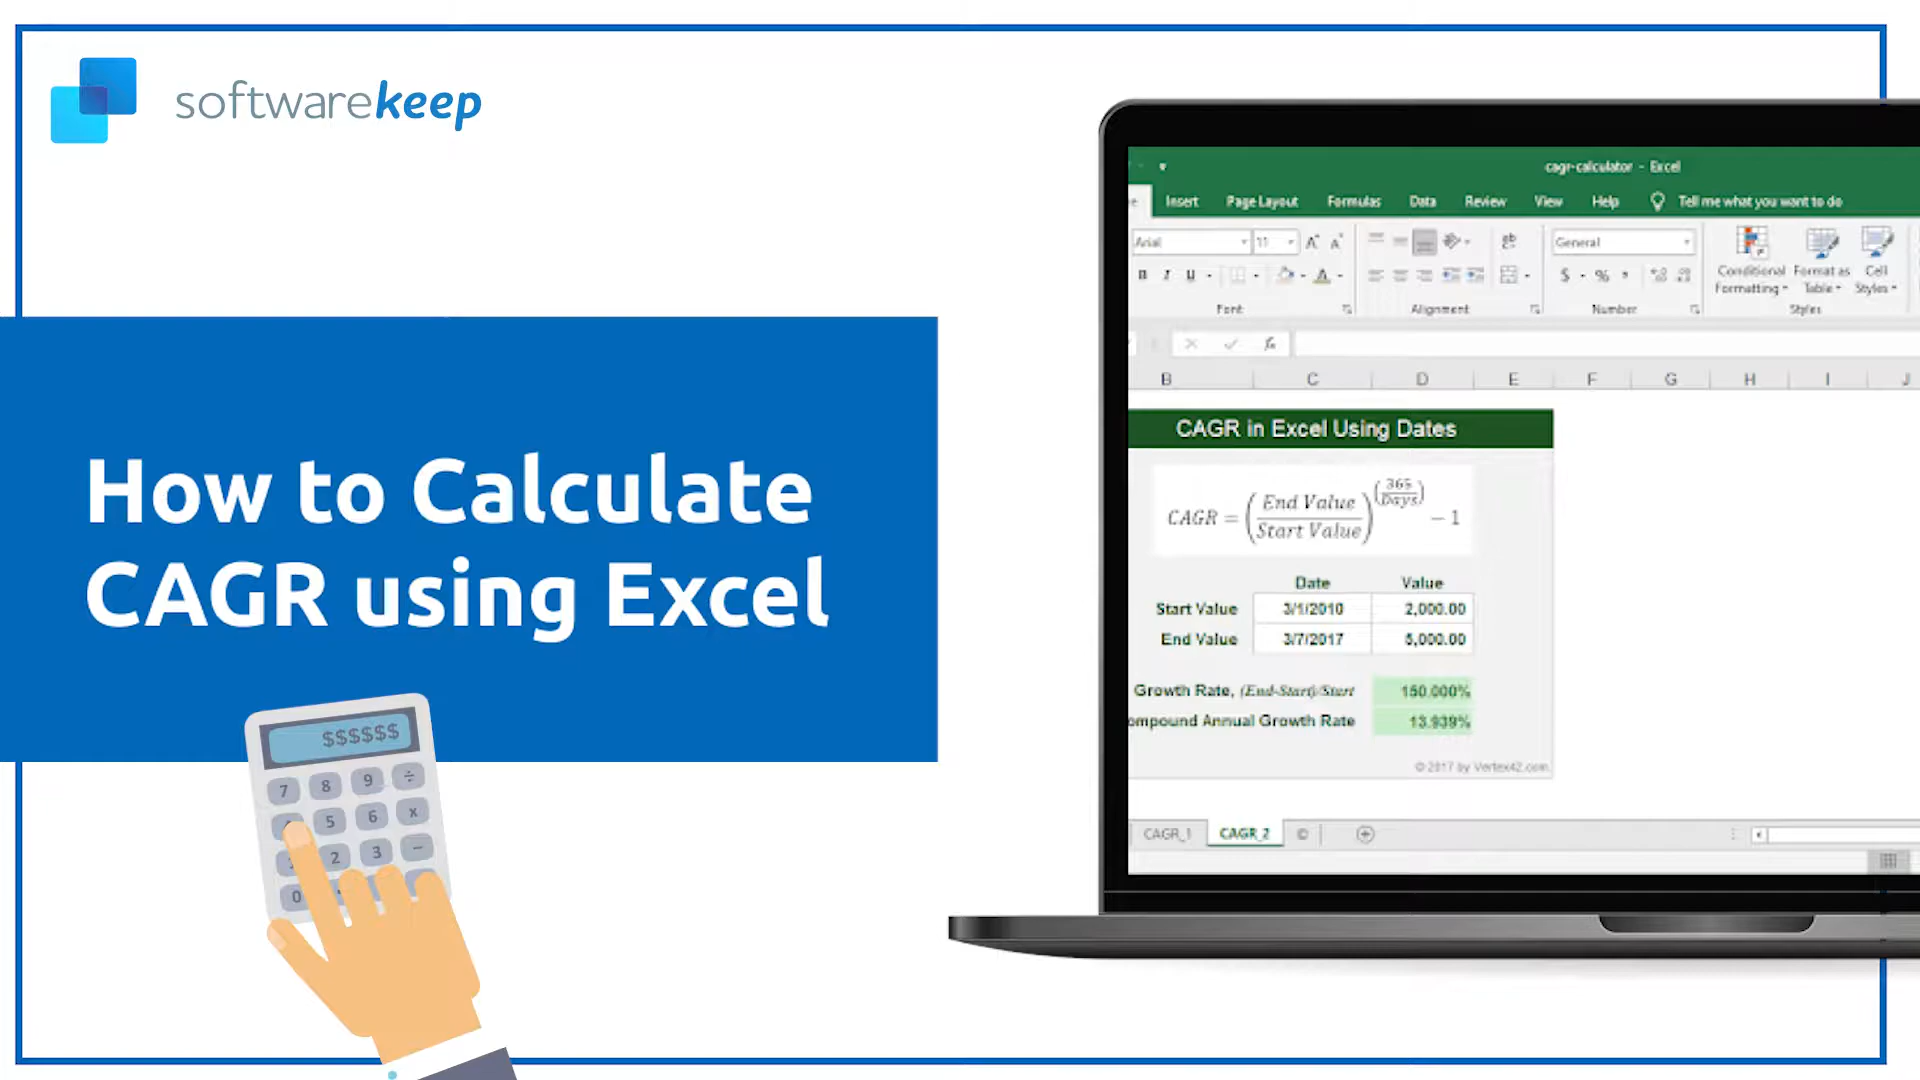 softwarekeep
How to Calculate
CAGR using Excel
$$$$$$
7 8 9 ÷
5 6 x
2 3 −
0
cagr-calculator - Excel
Insert Page Layout Formulas Data Review View Help Tell me what you want to do
Arial 11 General
Conditional Formatting Format as Table Cell Styles
Font Alignment Number Styles
B C D E F G H I J
CAGR in Excel Using Dates
CAGR = (End Value / Start Value)^(365/Days) − 1
Date Value
Start Value 3/1/2010 2,000.00
End Value 3/7/2017 5,000.00
Growth Rate, (End-Start)/Start 150.000%
ompound Annual Growth Rate 13.939%
© 2017 by Vertex42.com
CAGR_1 CAGR_2 ©